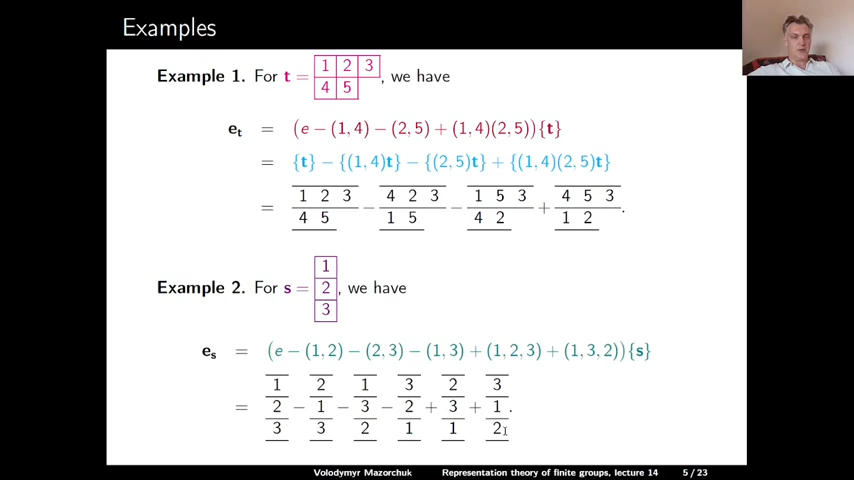 Examples
Example 1. For t = 1 2 3 , we have
4 5
e_t = (e − (1, 4) − (2, 5) + (1, 4)(2, 5)){t}
= {t} − {(1, 4)t} − {(2, 5)t} + {(1, 4)(2, 5)t}
1 2 3 4 2 3 1 5 3 4 5 3
= − − + .
4 5 1 5 4 2 1 2
1
Example 2. For s = 2 , we have
3
e_s = (e − (1, 2) − (2, 3) − (1, 3) + (1, 2, 3) + (1, 3, 2)){s}
1 2 1 3 2 3
= 2 − 1 − 3 − 2 + 3 + 1 .
3 3 2 1 1 2
Volodymyr Mazorchuk Representation theory of finite groups, lecture 14 5 / 23